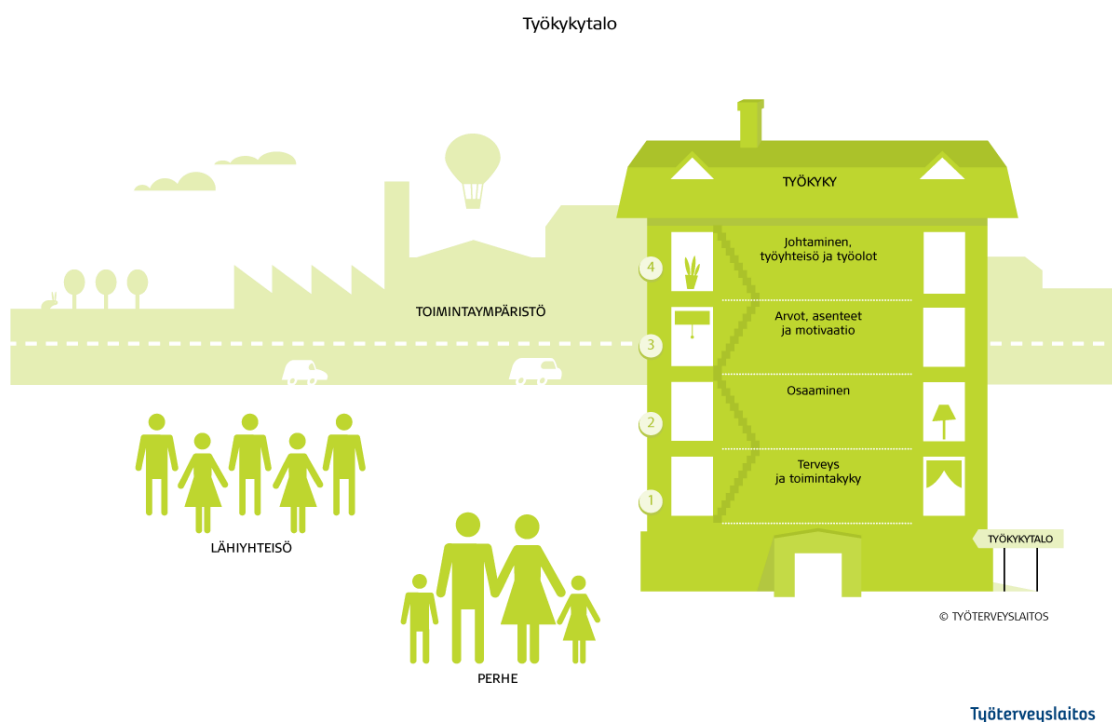 Työkykytalo
TYÖKYKY
4
Johtaminen,
työyhteisö ja työolot
TOIMINTAYMPÄRISTÖ
3
Arvot, asenteet
ja motivaatio
2
Osaaminen
1
Terveys
ja toimintakyky
LÄHIYHTEISÖ
TYÖKYKYTALO
© TYÖTERVEYSLAITOS
PERHE
Työterveyslaitos